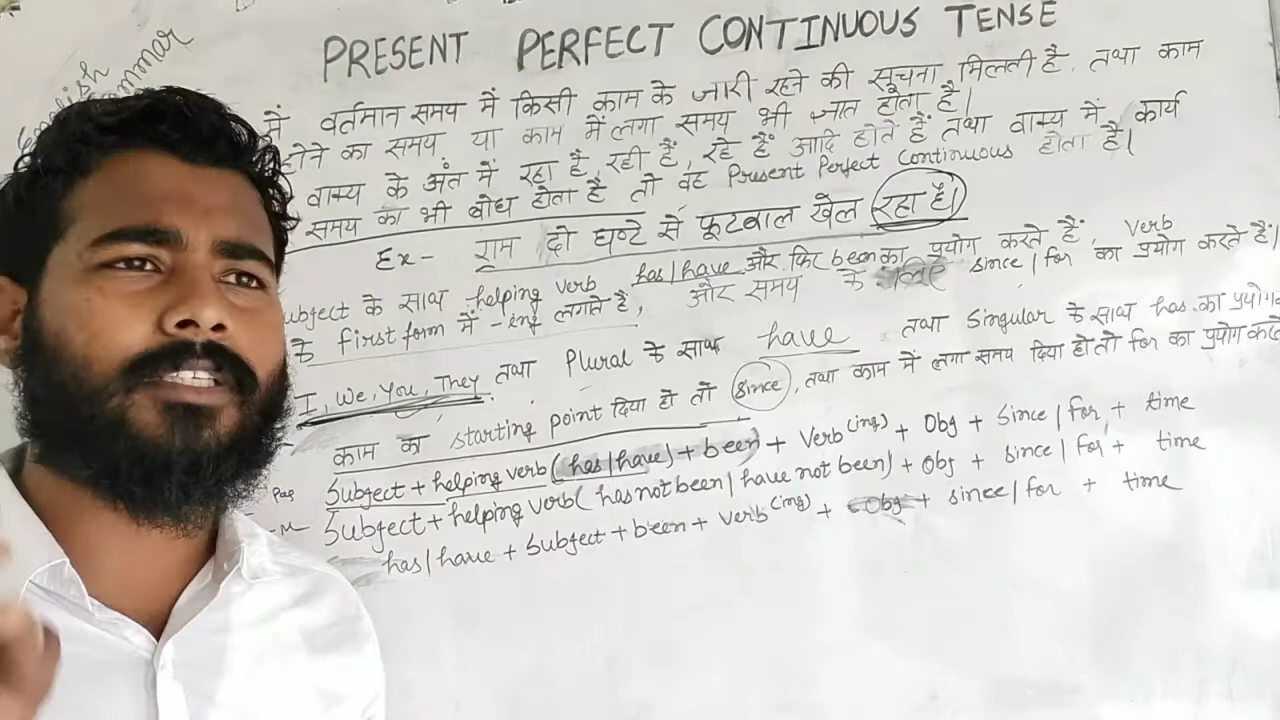 English
Grammar
PRESENT PERFECT CONTINUOUS TENSE
में वर्तमान समय में किसी काम के जारी रहने की सूचना मिलती है. तथा काम
होने का समय या काम में लगा समय भी ज्ञात होता है।
वाक्य के अंत में रहा है, रही है, रहे हैं आदि होते हैं तथा वाक्य में कार्य
समय का भी बोध होता है तो वह Present Perfect Continuous होता है।
Ex- राम दो घण्टे से फूटबाल खेल रहा है।
ubject के साथ helping verb has/have और फिर been का प्रयोग करते हैं, verb
के first form में -ing लगाते है, और समय के लिए since/for का प्रयोग करते हैं।
I, We, You, They तथा Plural के साथ have तथा Singular के साथ has का प्रयोग
काम का starting point दिया हो तो since, तथा काम में लगा समय दिया हो तो for का प्रयोग करते
Subject + helping verb (has/have) + been + Verb(ing) + Obj + Since/for + time
Subject + helping verb (has not been/have not been) + Obj + since/for + time
has/have + Subject + been + verb(ing) + Obj + since/for + time